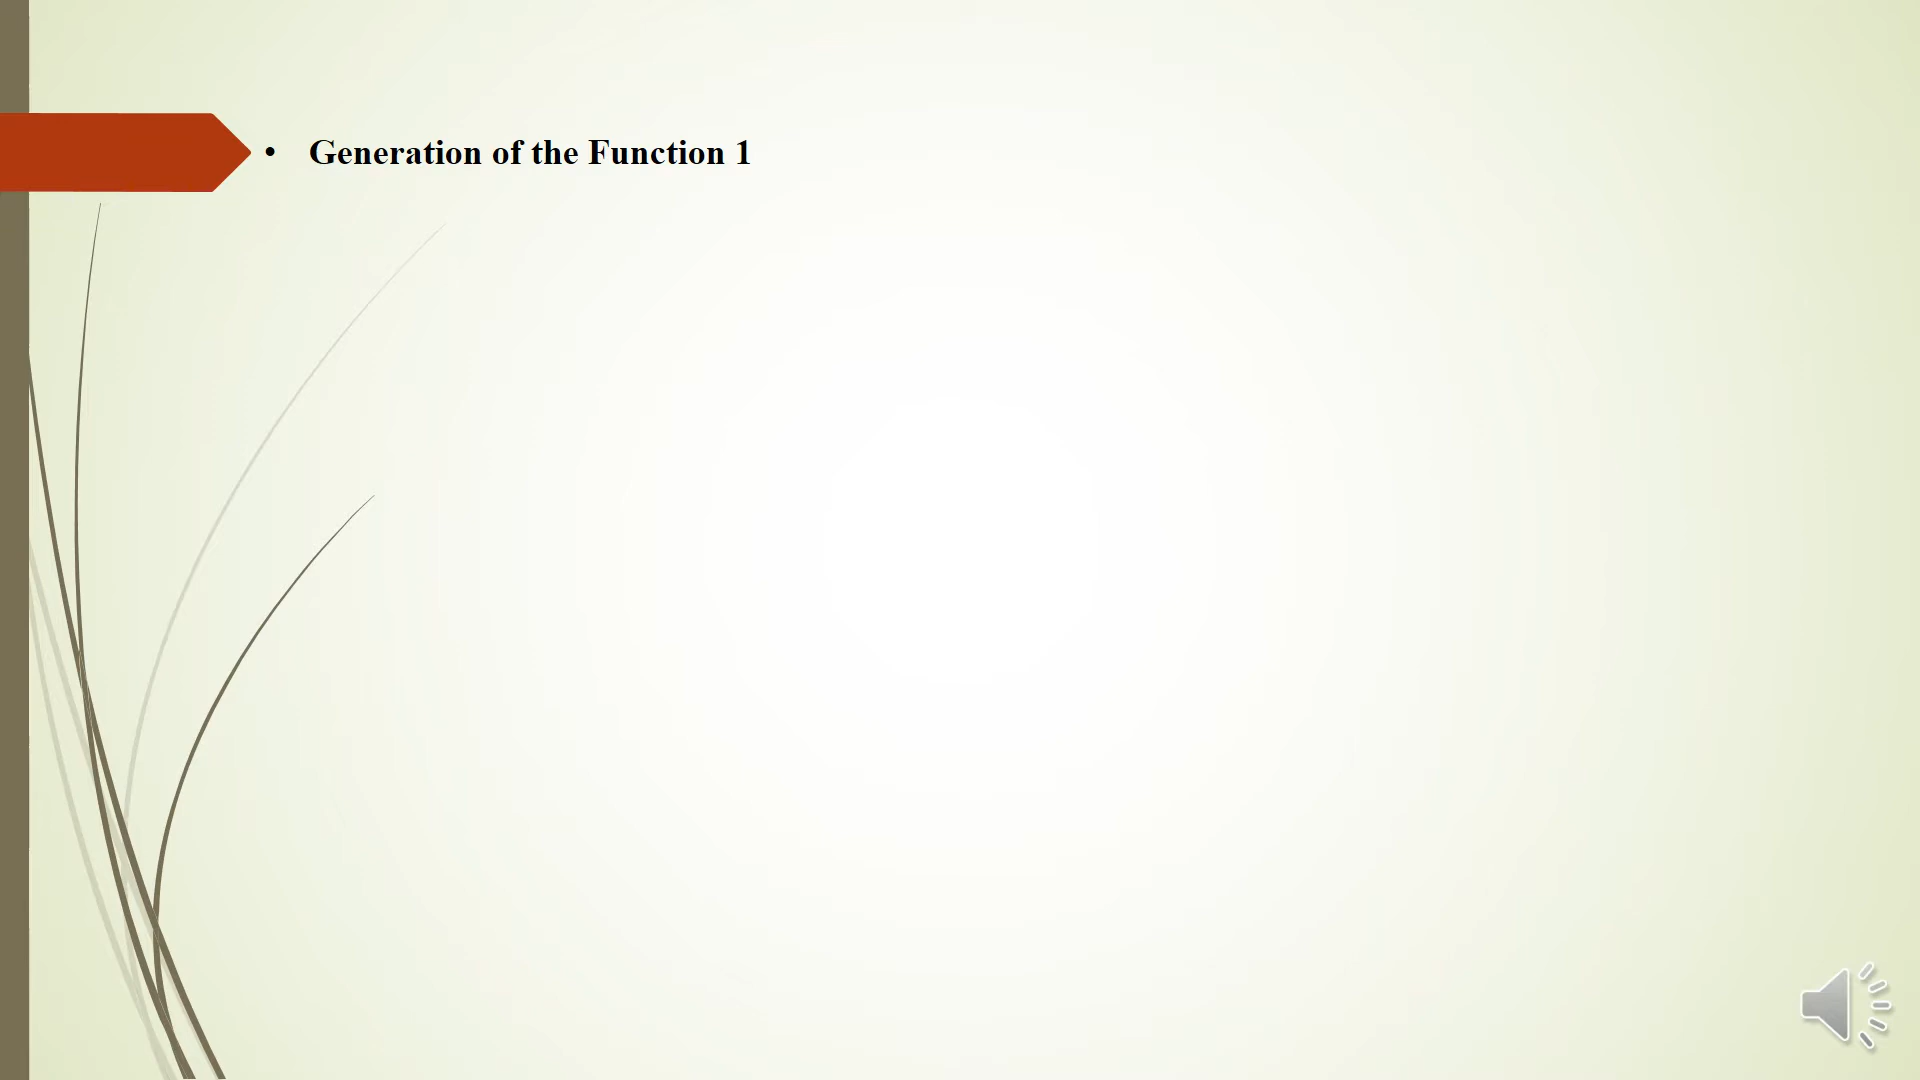 • Generation of the Function 1